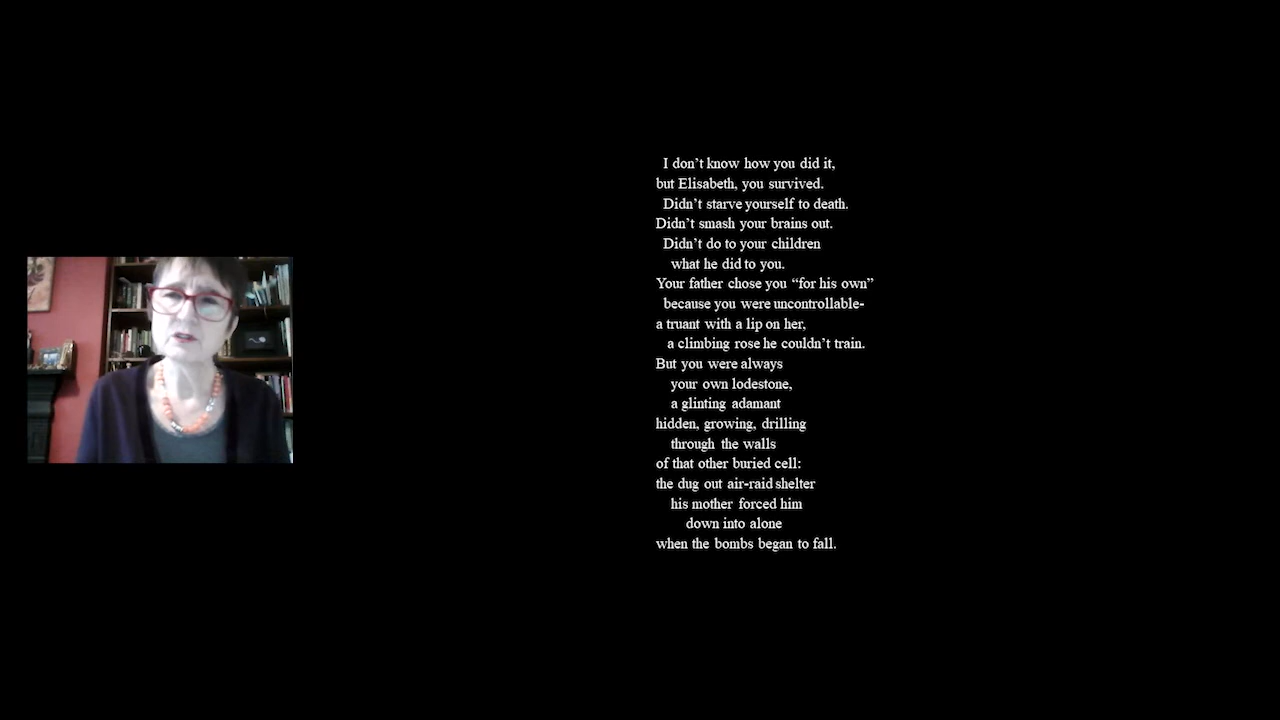 I don’t know how you did it,
but Elisabeth, you survived.
Didn’t starve yourself to death.
Didn’t smash your brains out.
Didn’t do to your children
what he did to you.
Your father chose you “for his own”
because you were uncontrollable-
a truant with a lip on her,
a climbing rose he couldn’t train.
But you were always
your own lodestone,
a glinting adamant
hidden, growing, drilling
through the walls
of that other buried cell:
the dug out air-raid shelter
his mother forced him
down into alone
when the bombs began to fall.